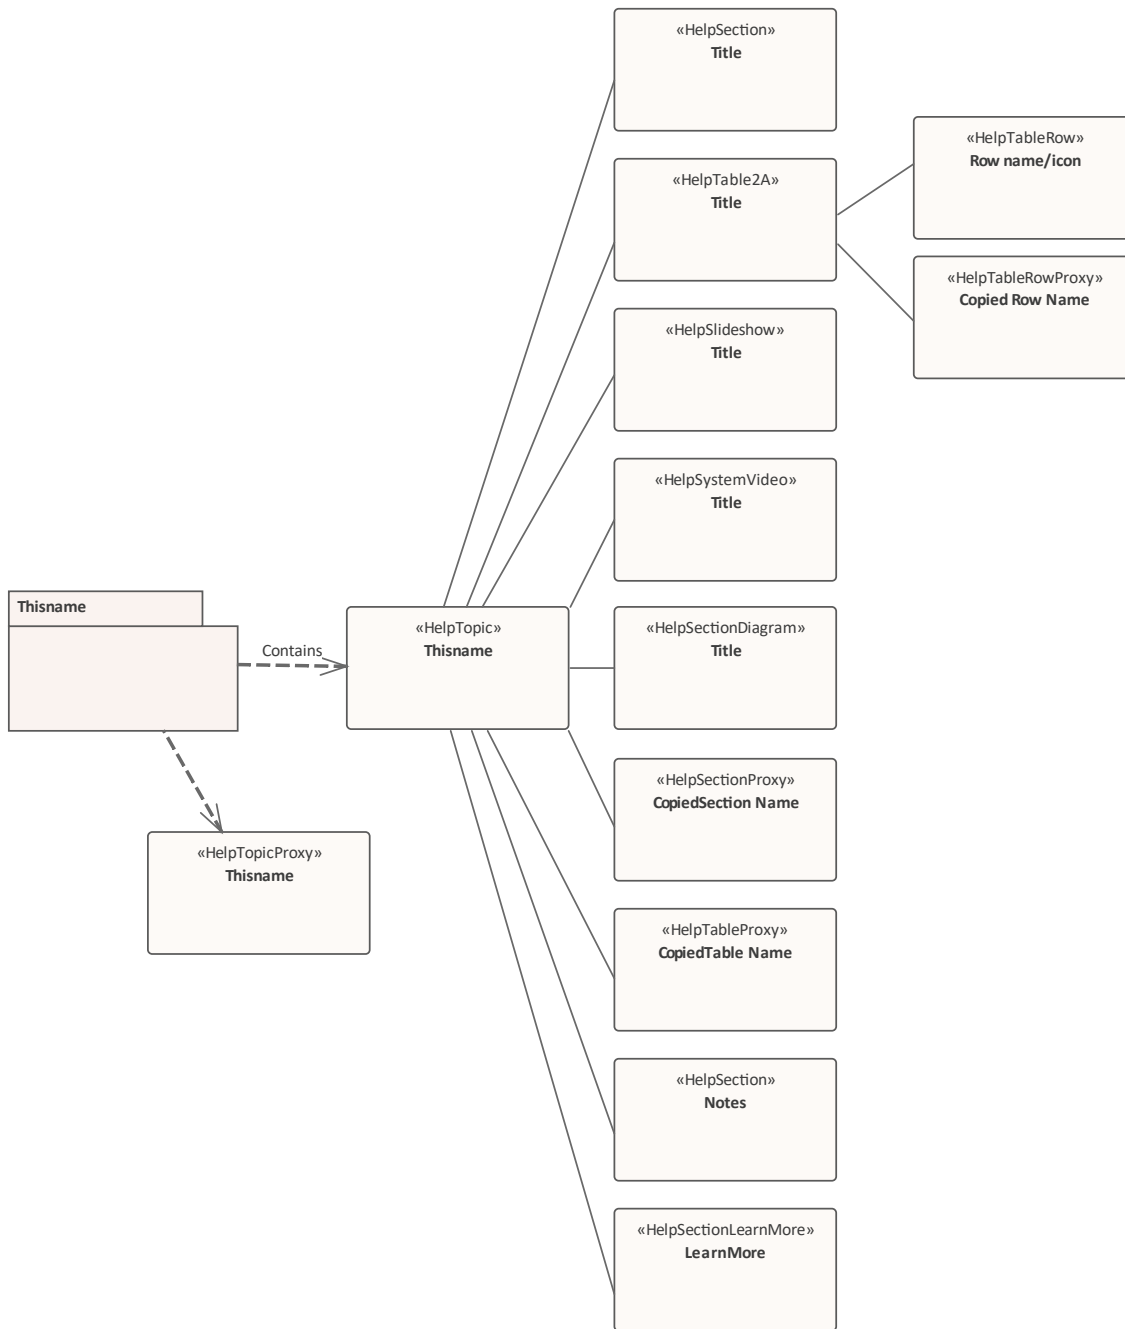 «HelpSection»
Title
«HelpTableRow»
Row name/icon
«HelpTable2A»
Title
«HelpTableRowProxy»
Copied Row Name
«HelpSlideshow»
Title
«HelpSystemVideo»
Title
Thisname
Contains
«HelpTopic»
Thisname
«HelpSectionDiagram»
Title
«HelpSectionProxy»
CopiedSection Name
«HelpTopicProxy»
Thisname
«HelpTableProxy»
CopiedTable Name
«HelpSection»
Notes
«HelpSectionLearnMore»
LearnMore